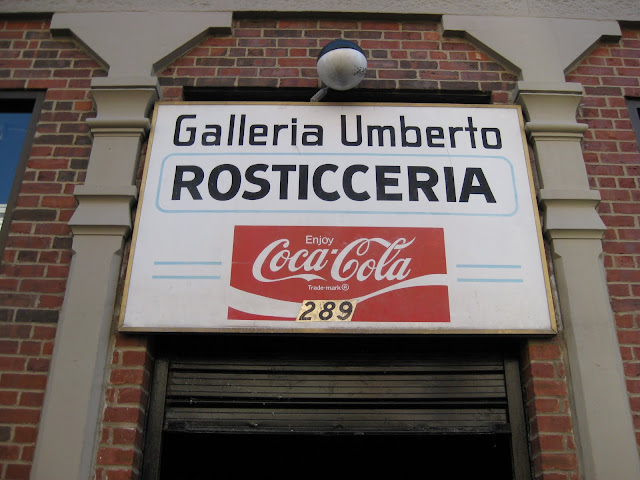 Galleria Umberto
ROSTICCERIA
Enjoy
Coca-Cola
Trade-mark®
289